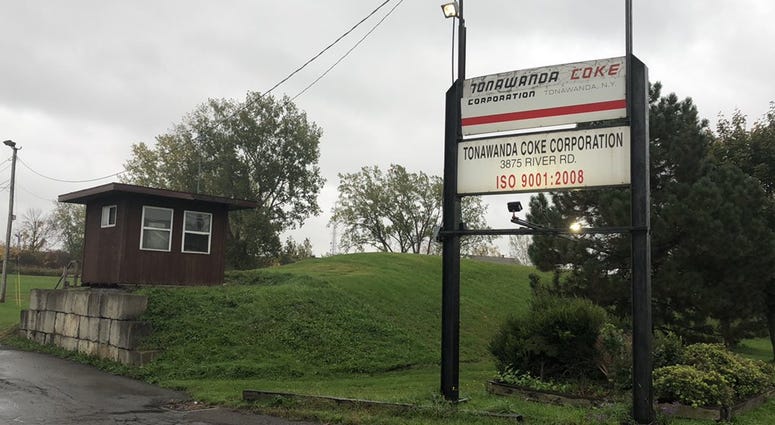 TONAWANDA COKE
CORPORATION TONAWANDA, N.Y.
TONAWANDA COKE CORPORATION
3875 RIVER RD.
ISO 9001:2008